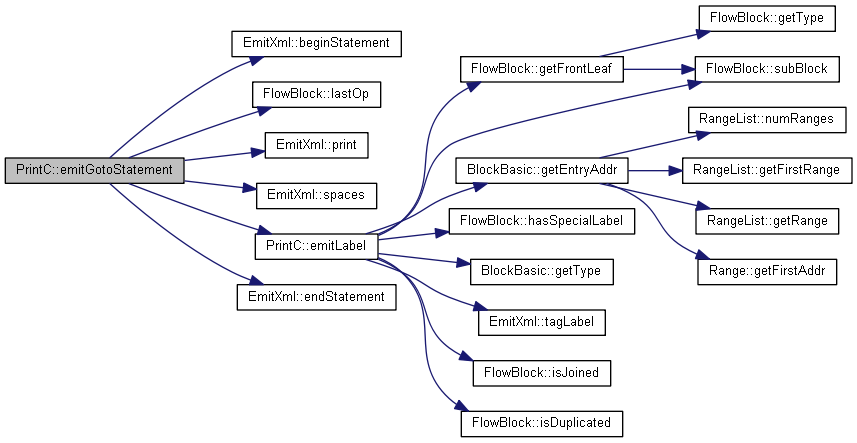 PrintC::emitGotoStatement
EmitXml::beginStatement
FlowBlock::lastOp
EmitXml::print
EmitXml::spaces
PrintC::emitLabel
EmitXml::endStatement
FlowBlock::getFrontLeaf
BlockBasic::getEntryAddr
FlowBlock::hasSpecialLabel
BlockBasic::getType
EmitXml::tagLabel
FlowBlock::isJoined
FlowBlock::isDuplicated
FlowBlock::getType
FlowBlock::subBlock
RangeList::numRanges
RangeList::getFirstRange
RangeList::getRange
Range::getFirstAddr